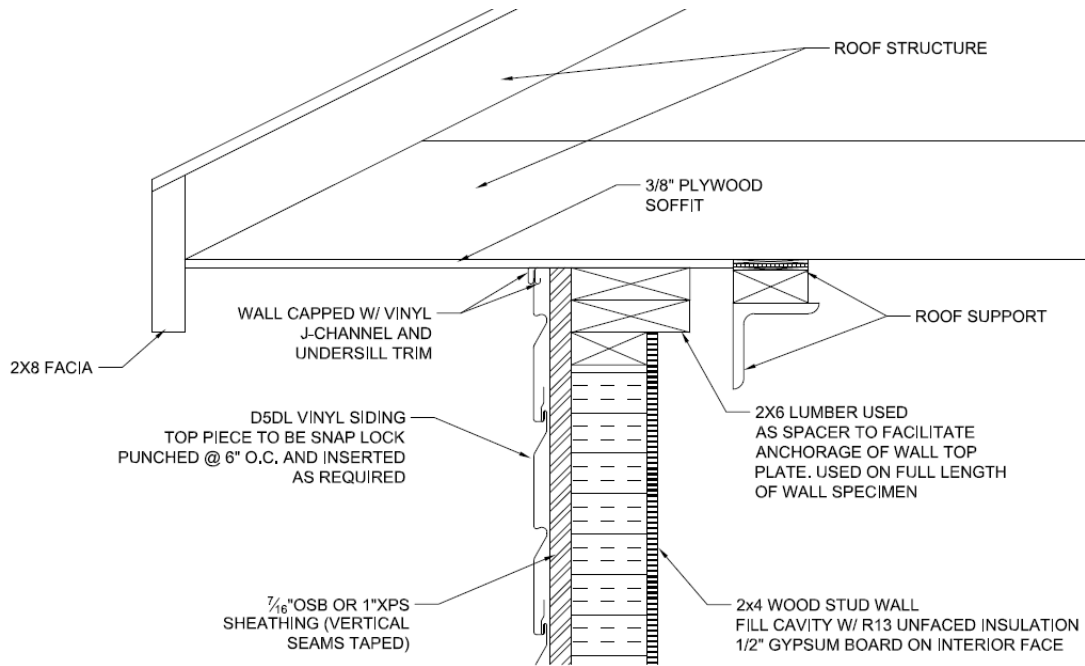 ROOF STRUCTURE
3/8" PLYWOOD
SOFFIT
WALL CAPPED W/ VINYL
J-CHANNEL AND
UNDERSILL TRIM
ROOF SUPPORT
2X8 FACIA
D5DL VINYL SIDING
TOP PIECE TO BE SNAP LOCK
PUNCHED @ 6" O.C. AND INSERTED
AS REQUIRED
2X6 LUMBER USED
AS SPACER TO FACILITATE
ANCHORAGE OF WALL TOP
PLATE. USED ON FULL LENGTH
OF WALL SPECIMEN
7/16"OSB OR 1"XPS
SHEATHING (VERTICAL
SEAMS TAPED)
2x4 WOOD STUD WALL
FILL CAVITY W/ R13 UNFACED INSULATION
1/2" GYPSUM BOARD ON INTERIOR FACE